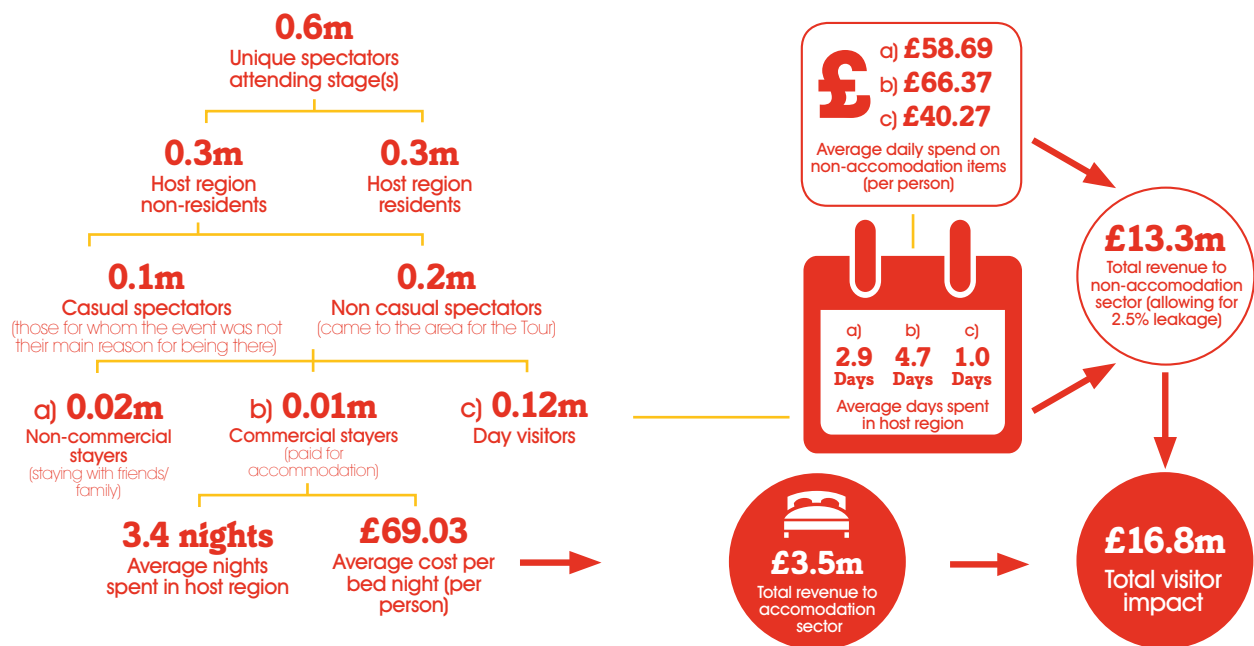 0.6m
Unique spectators
attending stage(s)
0.3m
Host region
non-residents
0.3m
Host region
residents
0.1m
Casual spectators
(those for whom the event was not
their main reason for being there)
0.2m
Non casual spectators
(came to the area for the Tour)
a) 0.02m
Non-commercial
stayers
(staying with friends/
family)
b) 0.01m
Commercial stayers
(paid for
accommodation)
c) 0.12m
Day visitors
3.4 nights
Average nights
spent in host region
£69.03
Average cost per
bed night (per
person)
£
a) £58.69
b) £66.37
c) £40.27
Average daily spend on
non-accomodation items
(per person)
a) b) c)
2.9 4.7 1.0
Days Days Days
Average days spent
in host region
£13.3m
Total revenue to
non-accomodation
sector (allowing for
2.5% leakage)
£3.5m
Total revenue to
accomodation
sector
£16.8m
Total visitor
impact